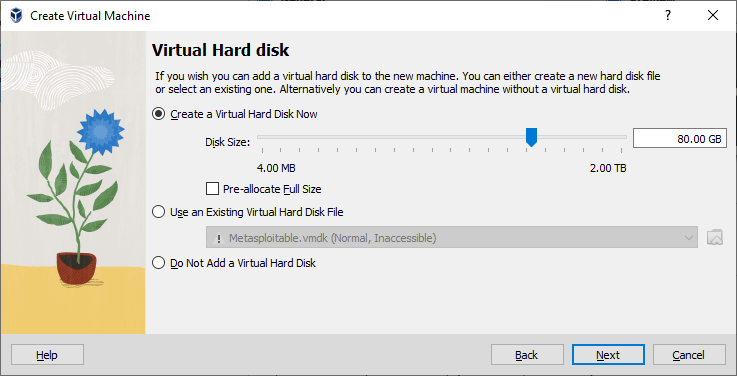 Create Virtual Machine
?
Virtual Hard disk
If you wish you can add a virtual hard disk to the new machine. You can either create a new hard disk file
or select an existing one. Alternatively you can create a virtual machine without a virtual hard disk.
Create a Virtual Hard Disk Now
Disk Size:
80.00 GB
4.00 MB
2.00 TB
Pre-allocate Full Size
Use an Existing Virtual Hard Disk File
! Metasploitable.vmdk (Normal, Inaccessible)
Do Not Add a Virtual Hard Disk
Help
Back
Next
Cancel